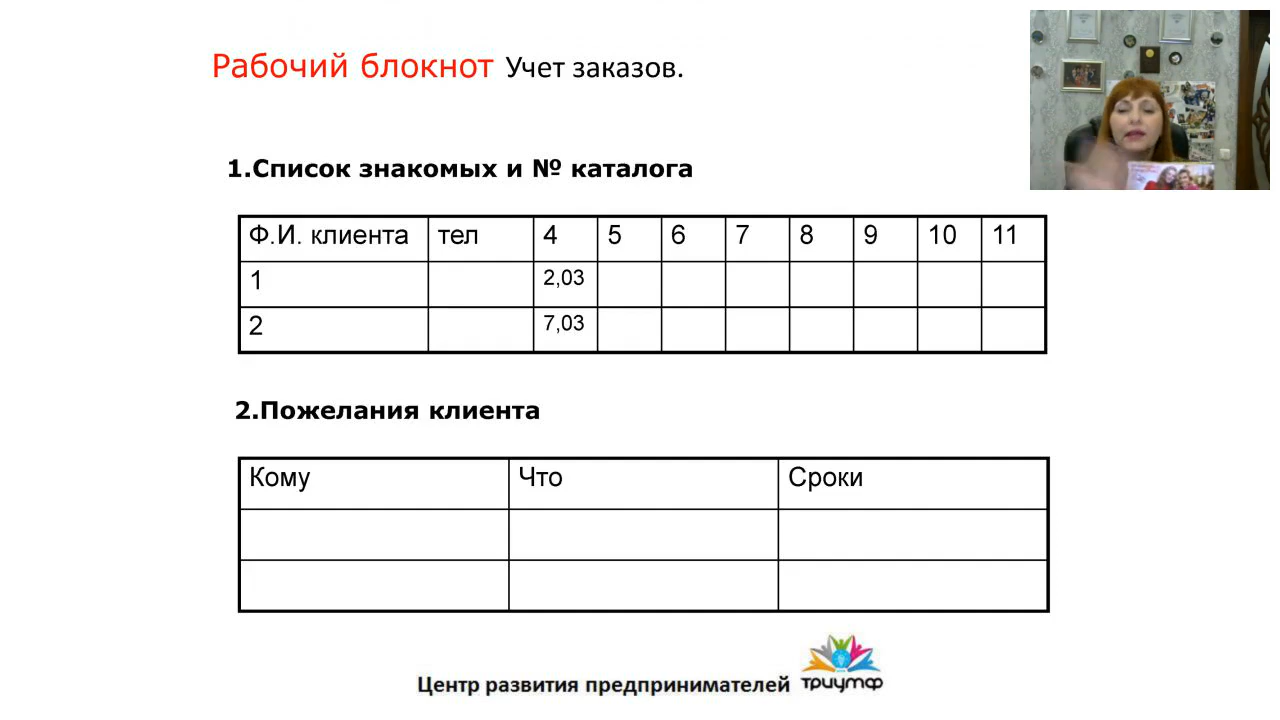 Рабочий блокнот Учет заказов.
1.Список знакомых и № каталога
Ф.И. клиента тел 4 5 6 7 8 9 10 11
1 2,03
2 7,03
2.Пожелания клиента
Кому Что Сроки
Центр развития предпринимателей триумф